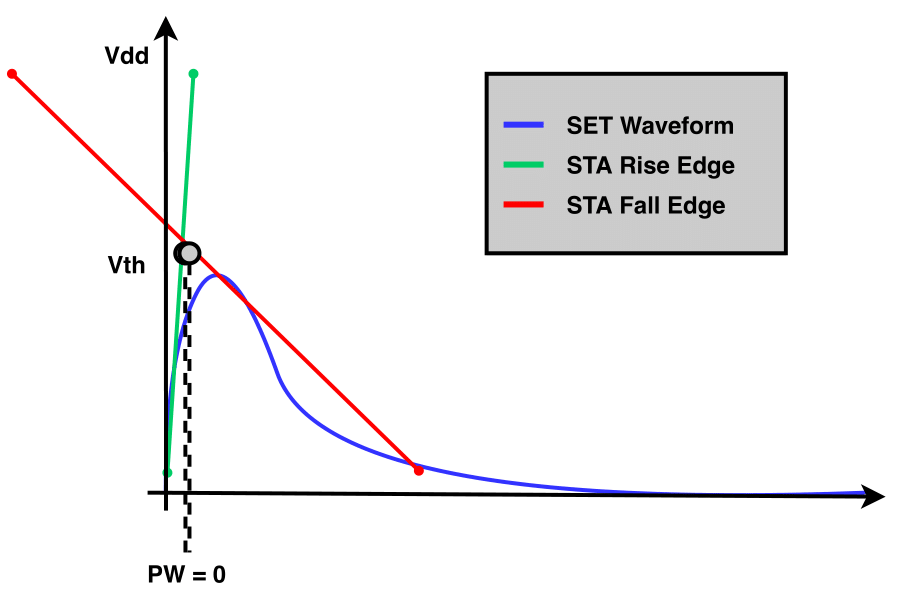 Vdd
SET Waveform
STA Rise Edge
STA Fall Edge
Vth
PW = 0